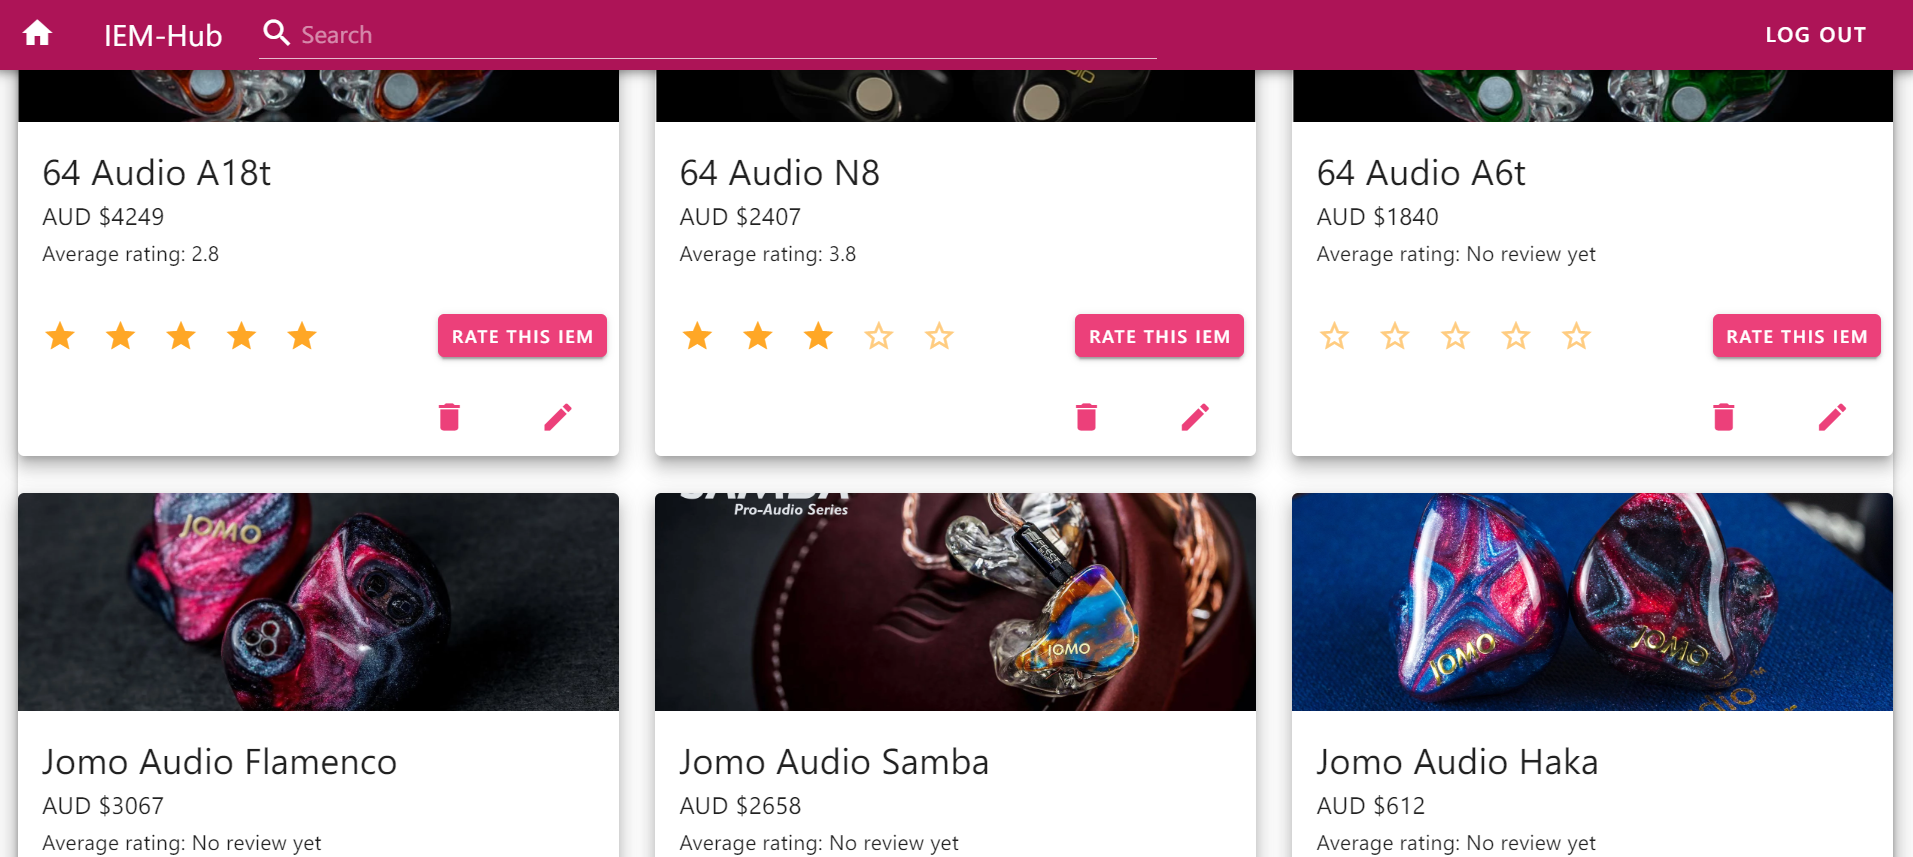 IEM-Hub
Search
LOG OUT
64 Audio A18t
AUD $4249
Average rating: 2.8
RATE THIS IEM
64 Audio N8
AUD $2407
Average rating: 3.8
RATE THIS IEM
64 Audio A6t
AUD $1840
Average rating: No review yet
RATE THIS IEM
JOMO
Pro-Audio Series
JOMO
JOMO
JOMO
Jomo Audio Flamenco
AUD $3067
Average rating: No review yet
Jomo Audio Samba
AUD $2658
Average rating: No review yet
Jomo Audio Haka
AUD $612
Average rating: No review yet